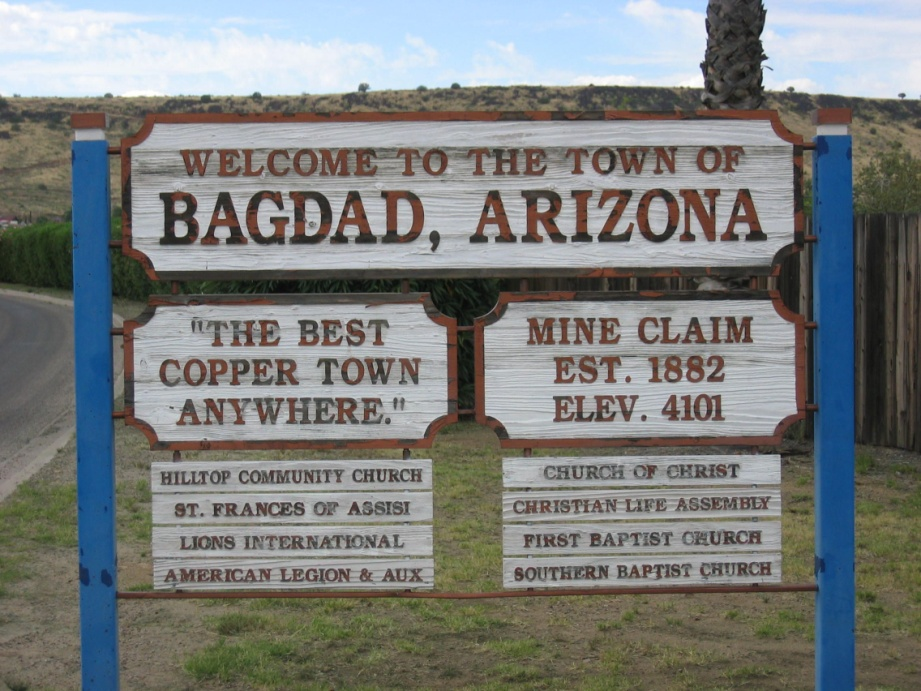 WELCOME TO THE TOWN OF
BAGDAD, ARIZONA
"THE BEST
COPPER TOWN
ANYWHERE."
MINE CLAIM
EST. 1882
ELEV. 4101
HILLTOP COMMUNITY CHURCH
ST. FRANCES OF ASSISI
LIONS INTERNATIONAL
AMERICAN LEGION & AUX
CHURCH OF CHRIST
CHRISTIAN LIFE ASSEMBLY
FIRST BAPTIST CHURCH
SOUTHERN BAPTIST CHURCH